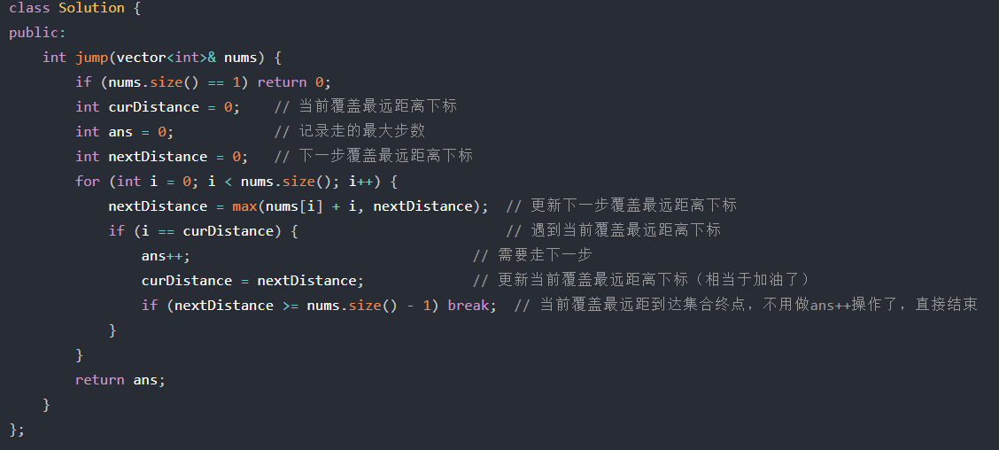 class Solution {
public:
    int jump(vector<int>& nums) {
        if (nums.size() == 1) return 0;
        int curDistance = 0;    // 当前覆盖最远距离下标
        int ans = 0;            // 记录走的最大步数
        int nextDistance = 0;   // 下一步覆盖最远距离下标
        for (int i = 0; i < nums.size(); i++) {
            nextDistance = max(nums[i] + i, nextDistance);  // 更新下一步覆盖最远距离下标
            if (i == curDistance) {                         // 遇到当前覆盖最远距离下标
                ans++;                                  // 需要走下一步
                curDistance = nextDistance;             // 更新当前覆盖最远距离下标（相当于加油了）
                if (nextDistance >= nums.size() - 1) break;  // 当前覆盖最远距到达集合终点，不用做ans++操作了，直接结束
            }
        }
        return ans;
    }
};